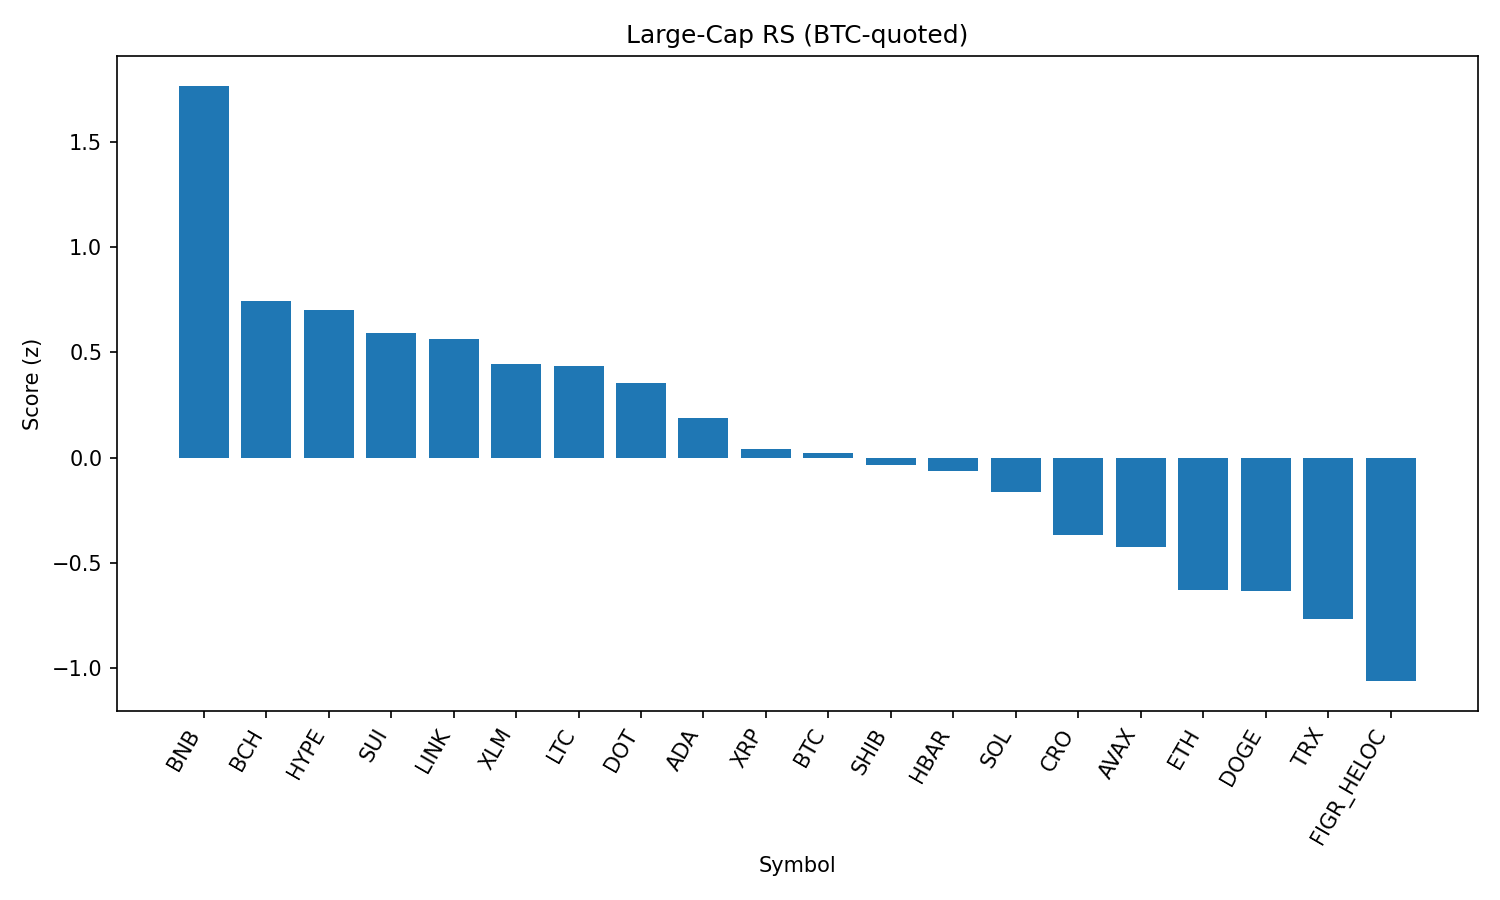 Large-Cap RS (BTC-quoted)
Score (z)
1.5
1.0
0.5
0.0
−0.5
−1.0
BNB
BCH
HYPE
SUI
LINK
XLM
LTC
DOT
ADA
XRP
BTC
SHIB
HBAR
SOL
CRO
AVAX
ETH
DOGE
TRX
FIGR_HELOC
Symbol